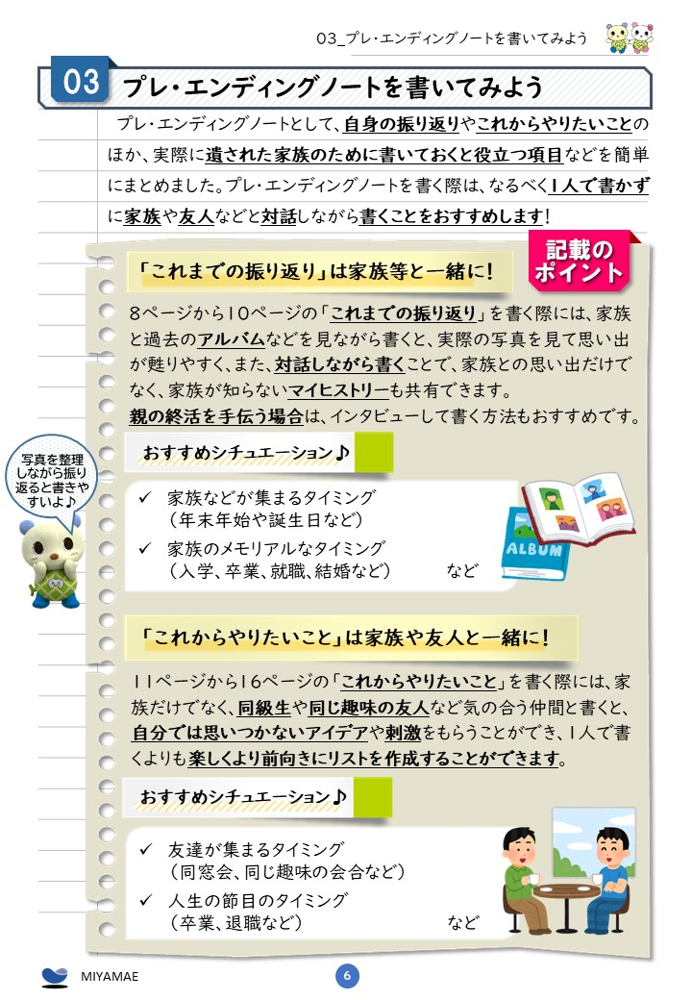 03_プレ・エンディングノートを書いてみよう
03 プレ・エンディングノートを書いてみよう
プレ・エンディングノートとして、自身の振り返りやこれからやりたいことの
ほか、実際に遺された家族のために書いておくと役立つ項目などを簡単
にまとめました。プレ・エンディングノートを書く際は、なるべく1人で書かず
に家族や友人などと対話しながら書くことをおすすめします!
記載の
ポイント
「これまでの振り返り」は家族等と一緒に!
8ページから10ページの「これまでの振り返り」を書く際には、家族
と過去のアルバムなどを見ながら書くと、実際の写真を見て思い出
が甦りやすく、また、対話しながら書くことで、家族との思い出だけで
なく、家族が知らないマイヒストリーも共有できます。
親の終活を手伝う場合は、インタビューして書く方法もおすすめです。
おすすめシチュエーション♪
写真を整理
しながら振り
返ると書きや
すいよ♪
✓ 家族などが集まるタイミング
(年末年始や誕生日など)
✓ 家族のメモリアルなタイミング
(入学、卒業、就職、結婚など) など
ALBUM
M
「これからやりたいこと」は家族や友人と一緒に!
11ページから16ページの「これからやりたいこと」を書く際には、家
族だけでなく、同級生や同じ趣味の友人など気の合う仲間と書くと、
自分では思いつかないアイデアや刺激をもらうことができ、1人で書
くよりも楽しくより前向きにリストを作成することができます。
おすすめシチュエーション♪
✓ 友達が集まるタイミング
(同窓会、同じ趣味の会合など)
✓ 人生の節目のタイミング
(卒業、退職など) など
MIYAMAE
6